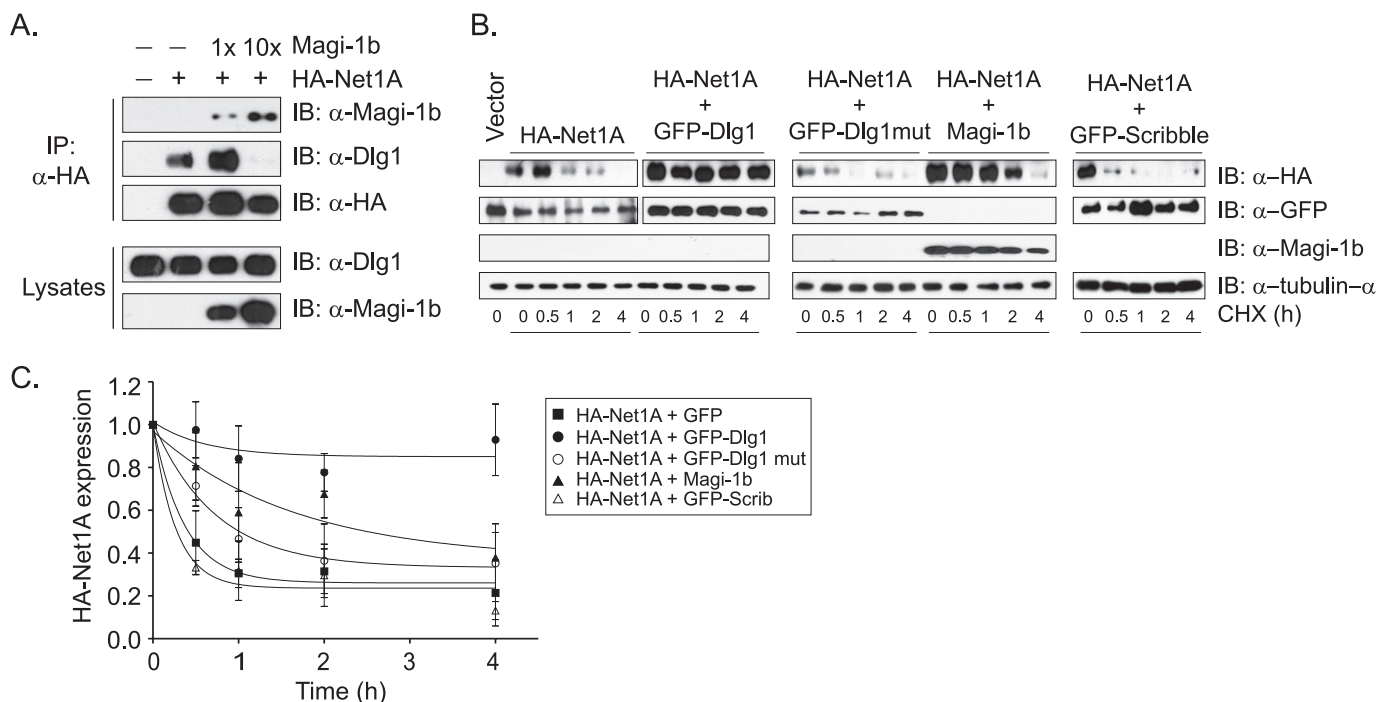 A.
– – 1x 10x Magi-1b
– + + + HA-Net1A
IP:
α-HA
IB: α-Magi-1b
IB: α-Dlg1
IB: α-HA
Lysates
IB: α-Dlg1
IB: α-Magi-1b
B.
Vector
HA-Net1A
HA-Net1A
+
GFP-Dlg1
HA-Net1A
+
GFP-Dlg1mut
HA-Net1A
+
Magi-1b
HA-Net1A
+
GFP-Scribble
IB: α–HA
IB: α–GFP
IB: α–Magi-1b
IB: α–tubulin–α
0 0 0.5 1 2 4 0 0.5 1 2 4 0 0.5 1 2 4 0 0.5 1 2 4 0 0.5 1 2 4 CHX (h)
C.
HA-Net1A expression
1.2
1.0
0.8
0.6
0.4
0.2
0.0
0 1 2 3 4
Time (h)
HA-Net1A + GFP
HA-Net1A + GFP-Dlg1
HA-Net1A + GFP-Dlg1 mut
HA-Net1A + Magi-1b
HA-Net1A + GFP-Scrib